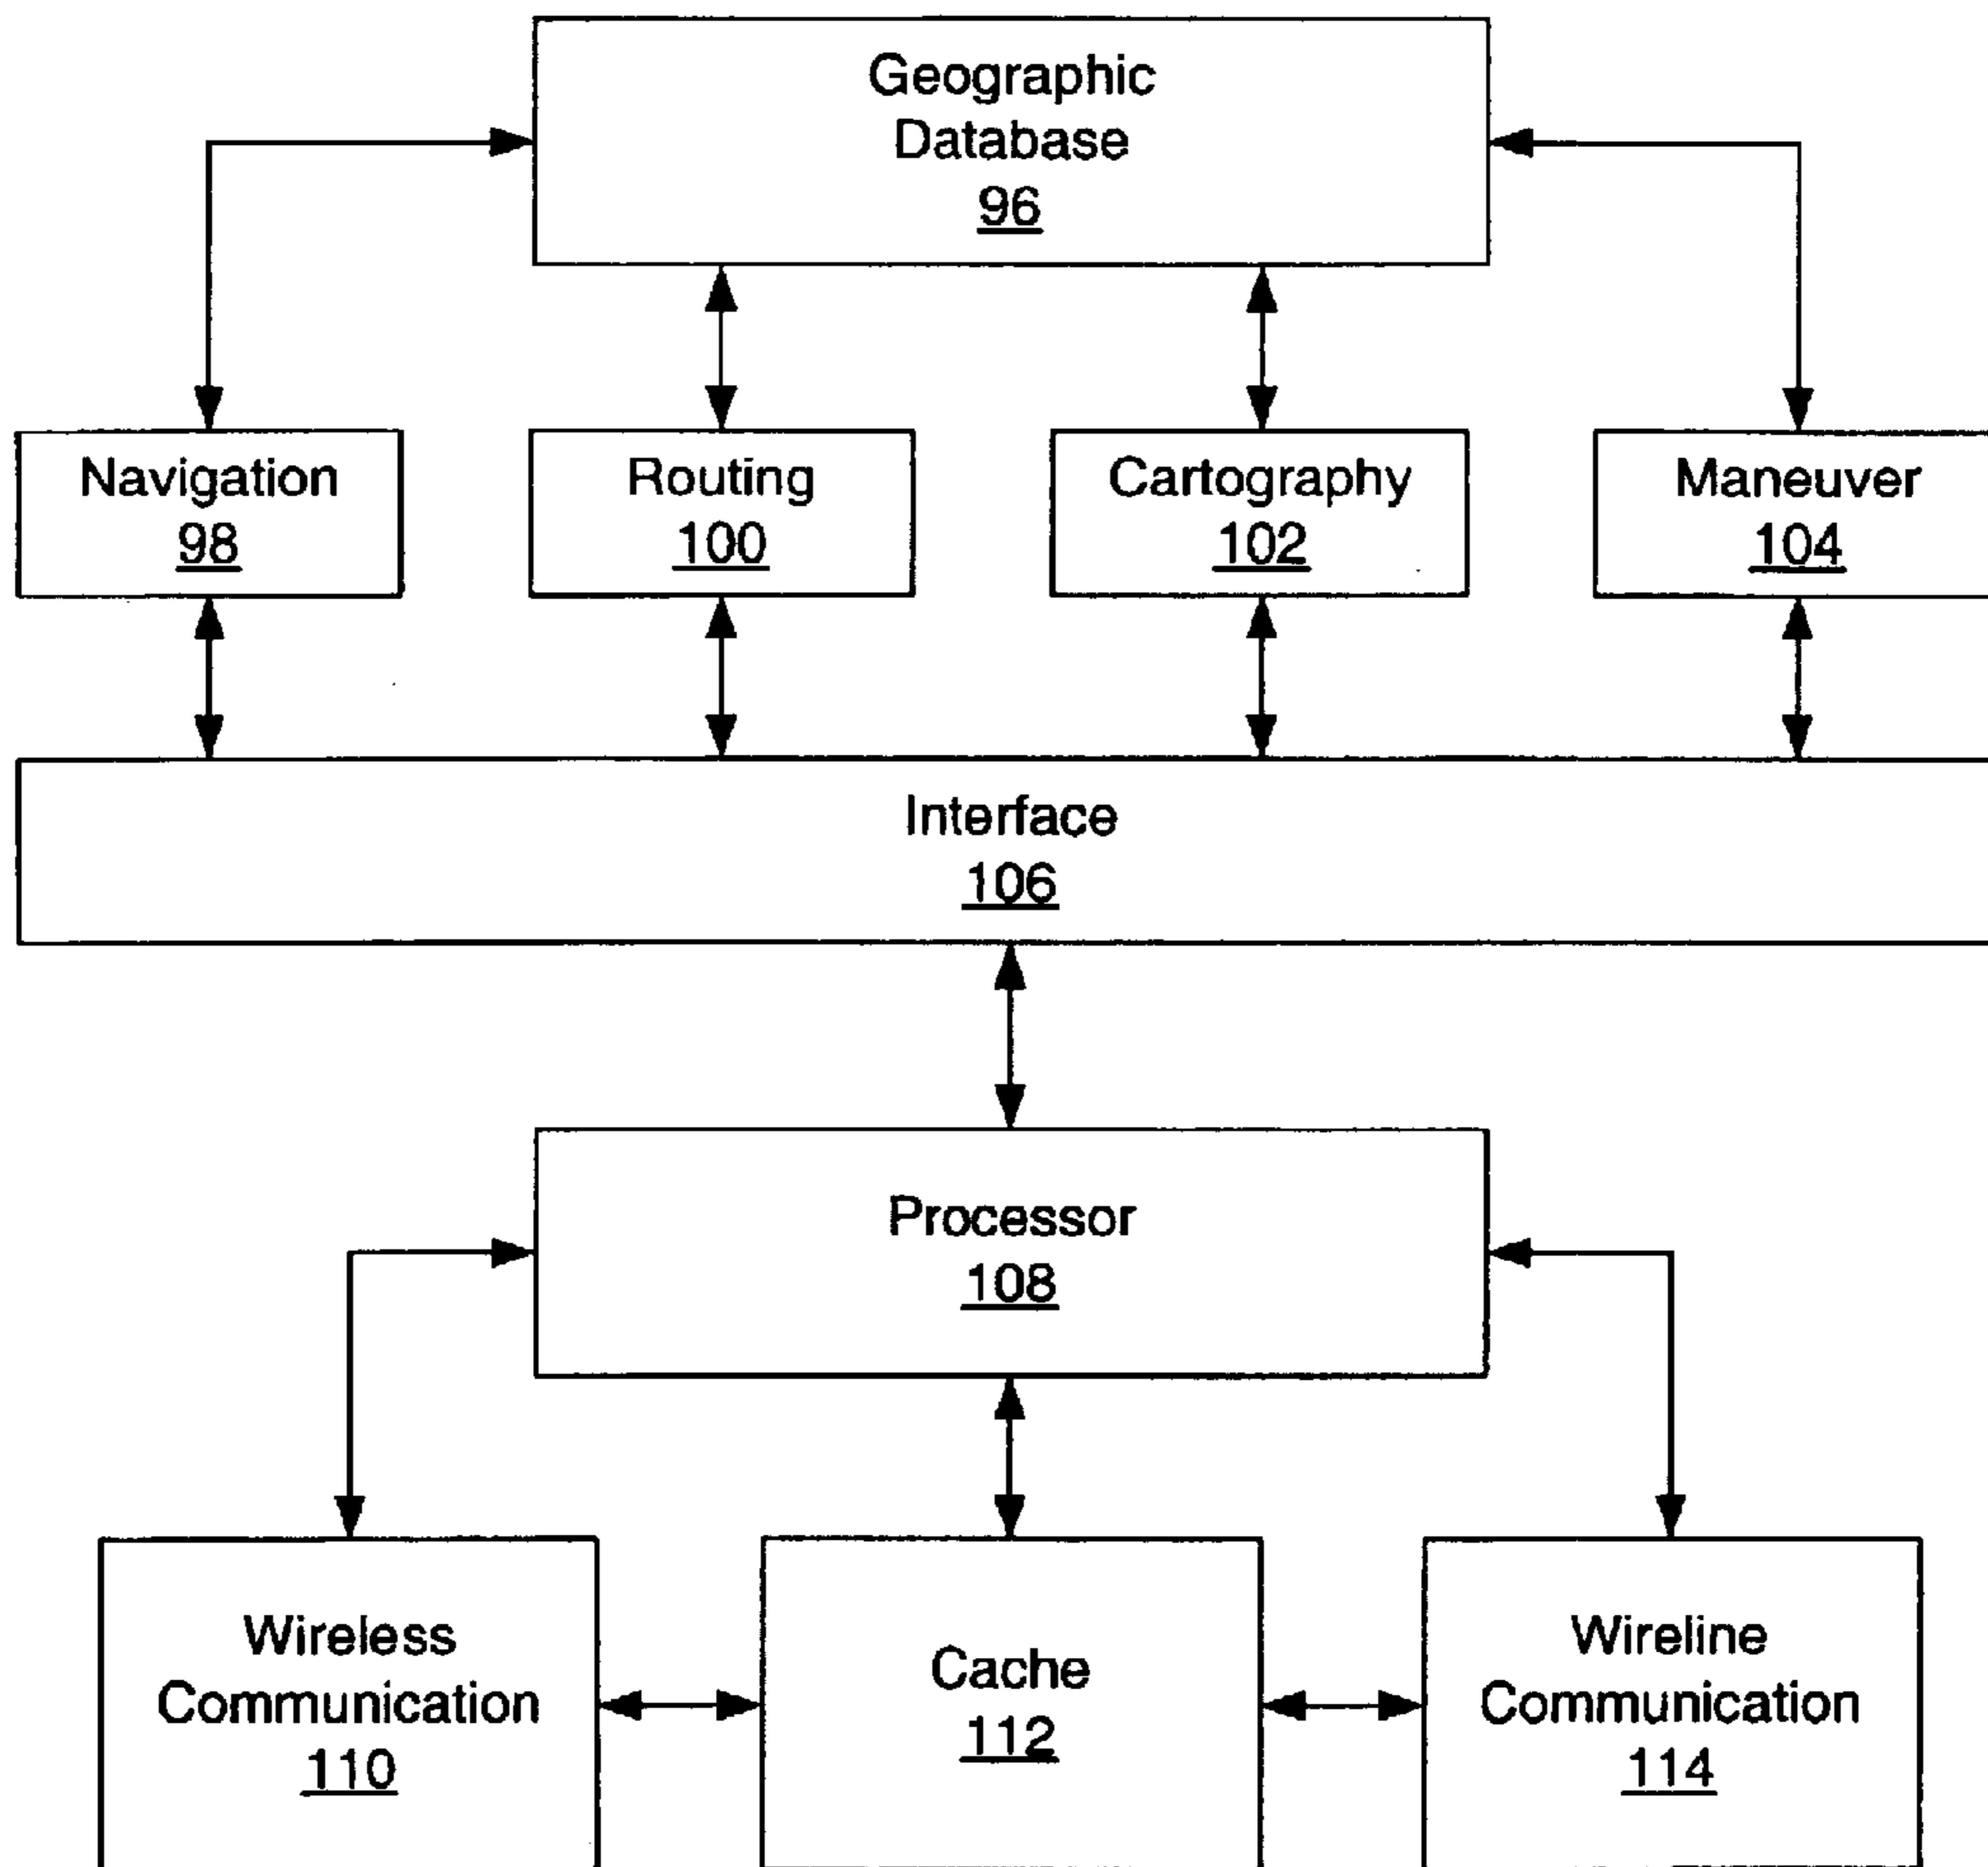 Geographic
Database
96
Navigation
98
Routing
100
Cartography
102
Maneuver
104
Interface
106
Processor
108
Wireless
Communication
110
Cache
112
Wireline
Communication
114